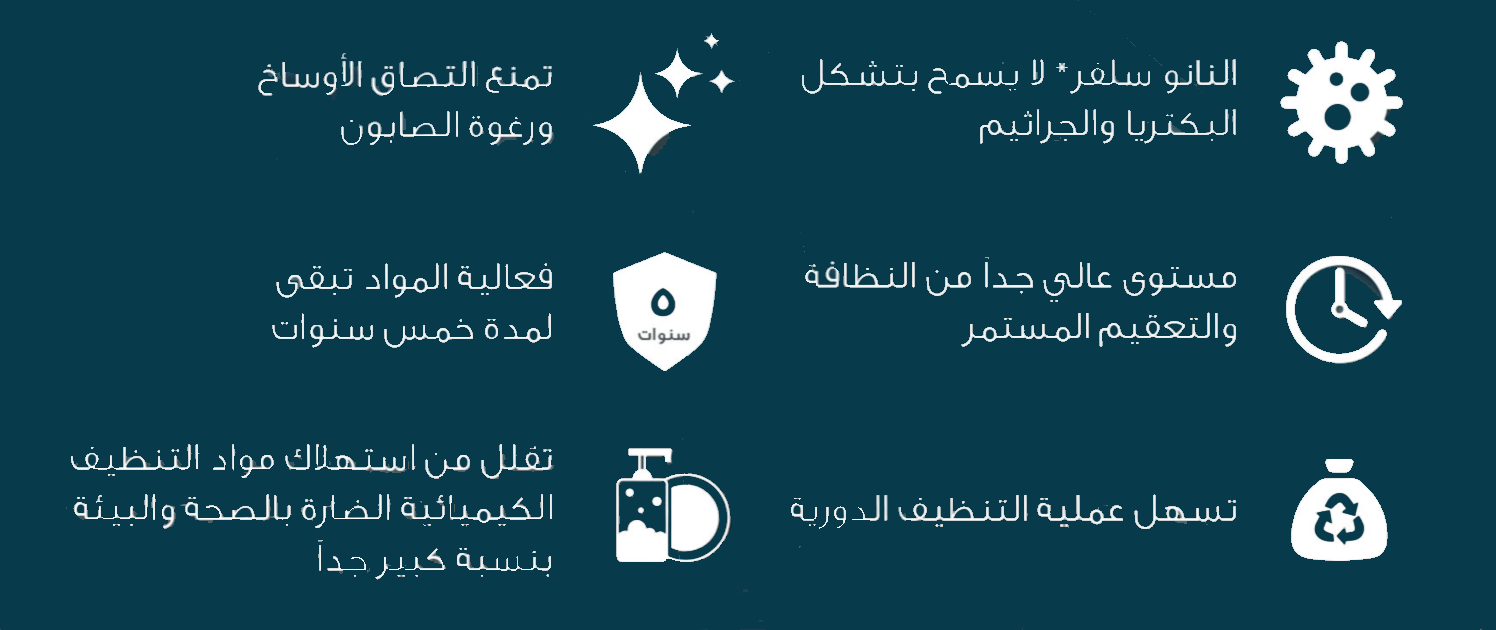 النانو سلفر* لا يسمح بتشكل
البكتريا والجراثيم
تمنع التصاق الأوساخ
ورغوة الصابون
مستوى عالي جداً من النظافة
والتعقيم المستمر
٥
سنوات
فعالية المواد تبقى
لمدة خمس سنوات
تسهل عملية التنظيف الدورية
تقلل من استهلاك مواد التنظيف
الكيميائية الضارة بالصحة والبيئة
بنسبة كبير جداً